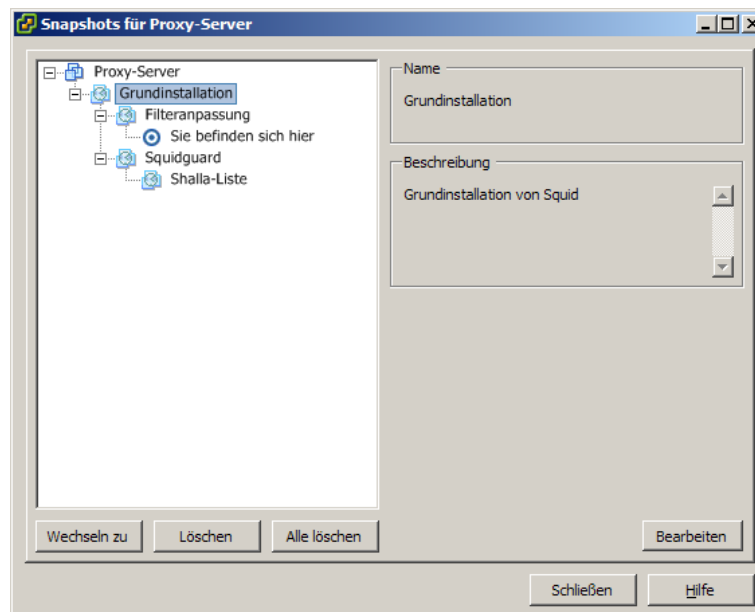 Snapshots für Proxy-Server
Proxy-Server
Grundinstallation
Filteranpassung
Sie befinden sich hier
Squidguard
Shalla-Liste
Name
Grundinstallation
Beschreibung
Grundinstallation von Squid
Wechseln zu
Löschen
Alle löschen
Bearbeiten
Schließen
Hilfe